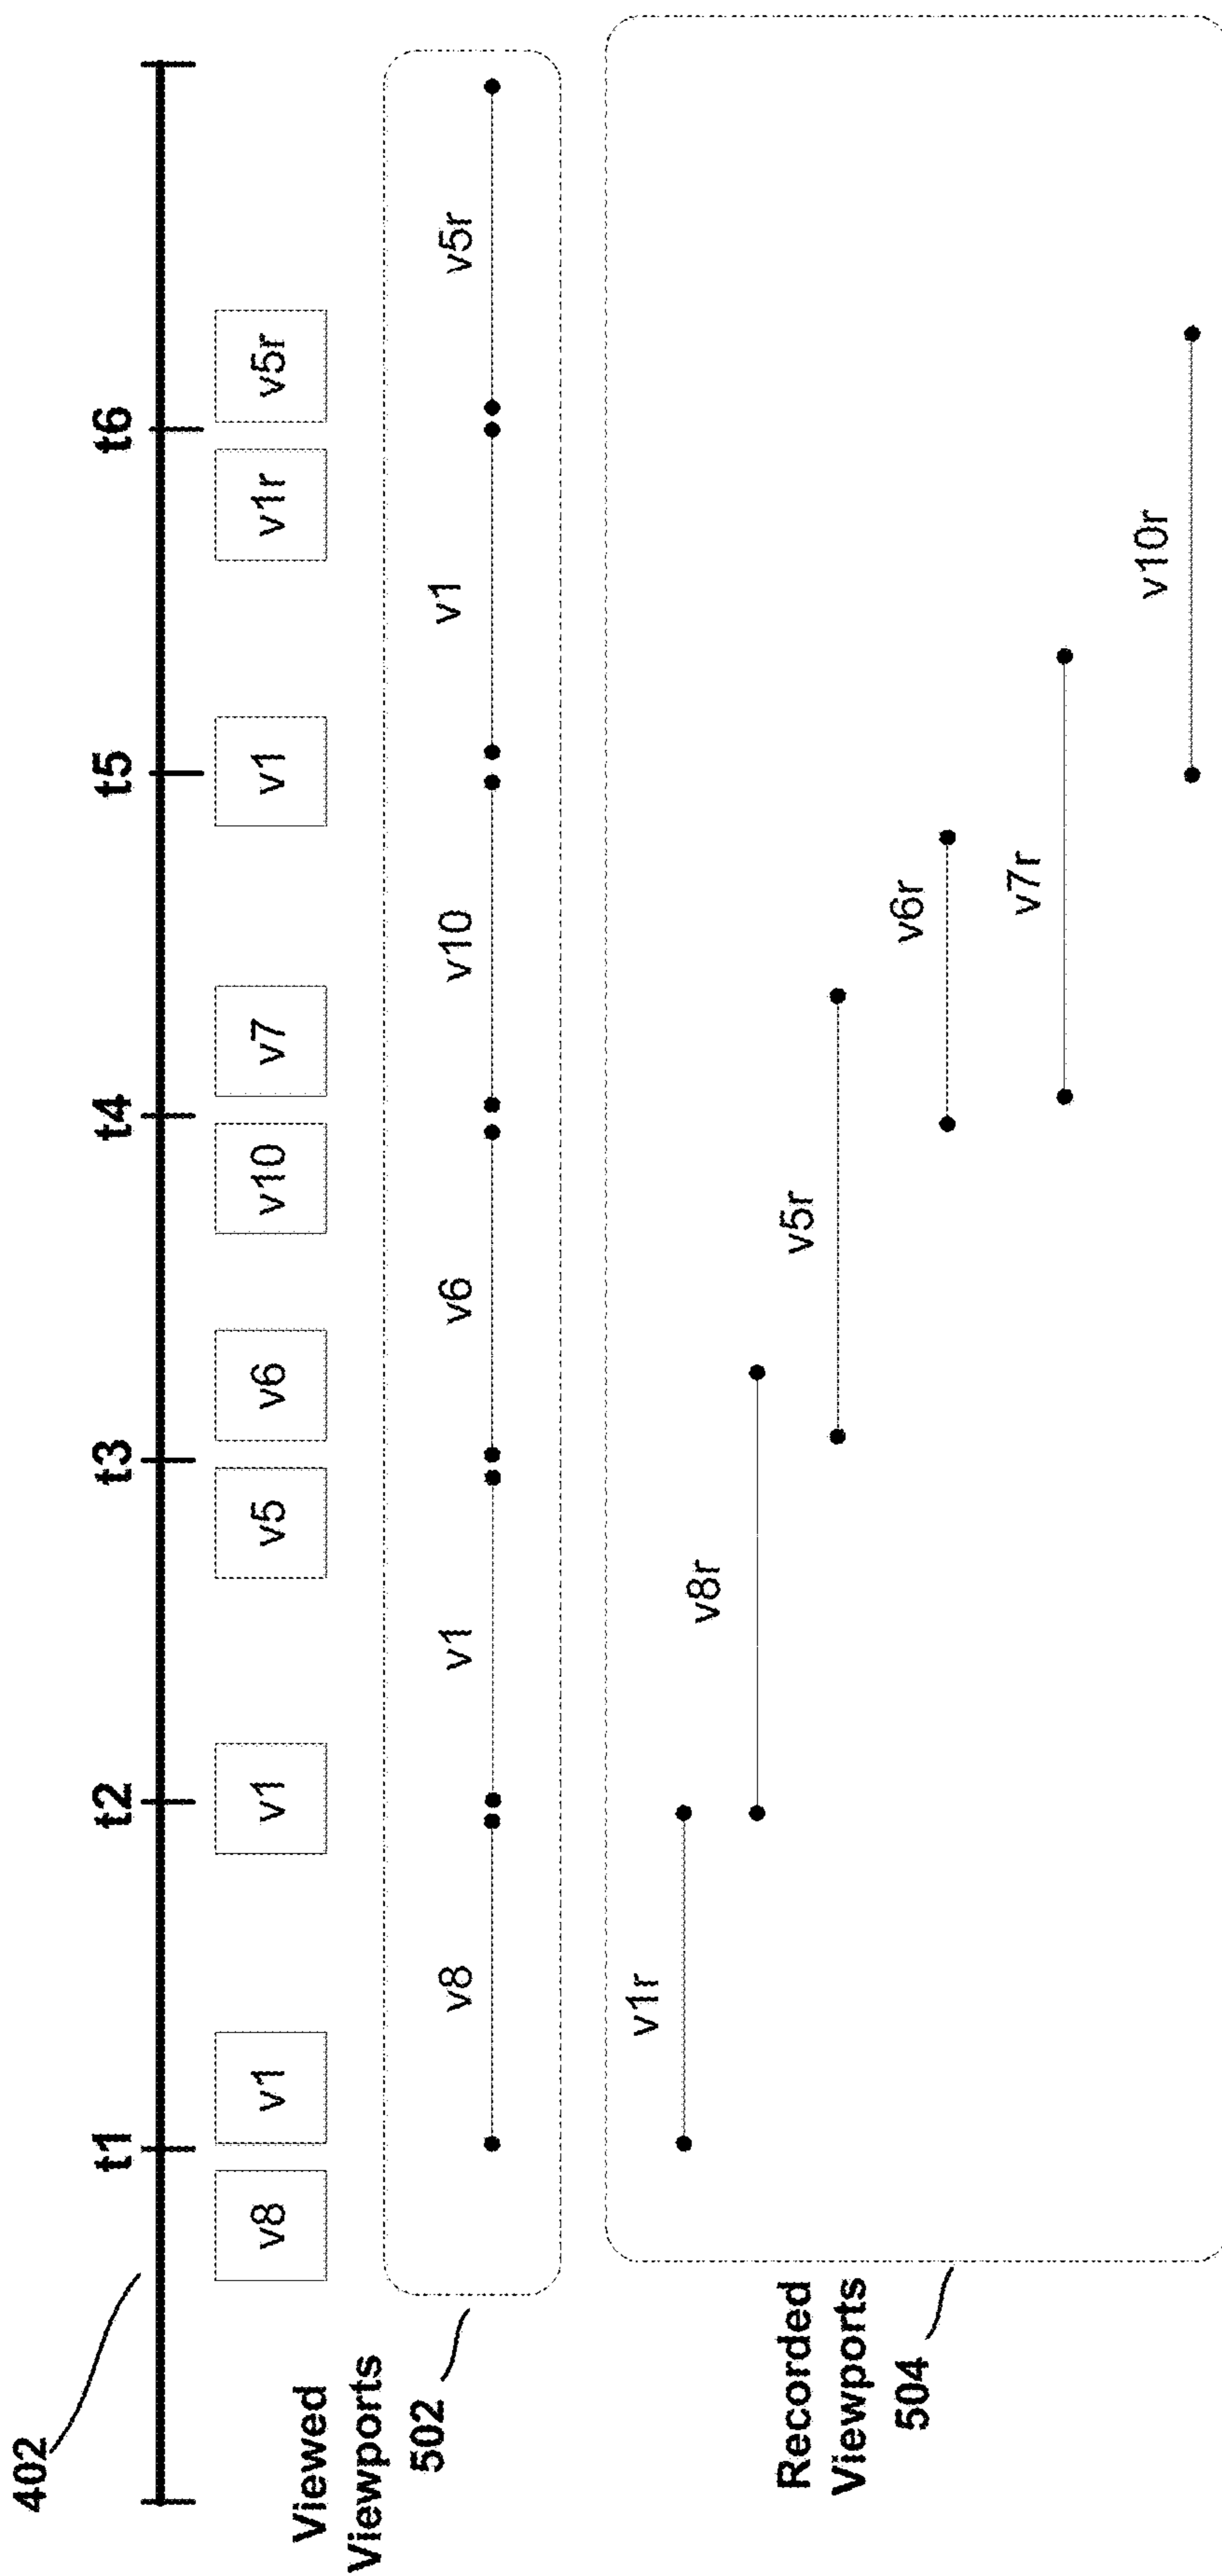 402
t1 t2 t3 t4 t5 t6
v8 v1 v1 v5 v6 v10 v7 v1 v1r v5r
Viewed
Viewports
502
v8 v1 v6 v10 v1 v5r
Recorded
Viewports
504
v1r
v8r
v5r
v6r
v7r
v10r